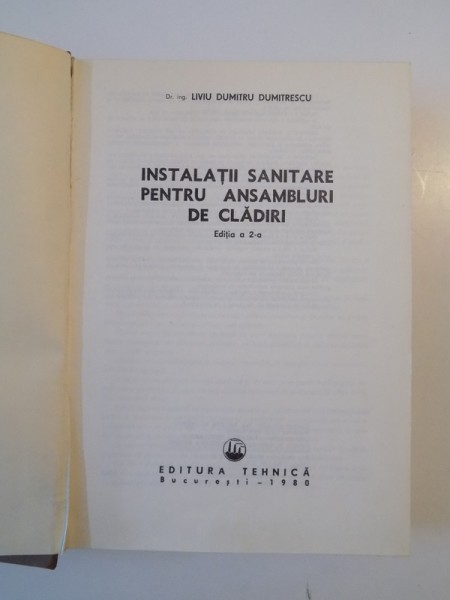 Dr. ing. LIVIU DUMITRU DUMITRESCU
INSTALAȚII SANITARE
PENTRU ANSAMBLURI
DE CLĂDIRI
Ediția a 2-a
EDITURA TEHNICĂ
București – 1980